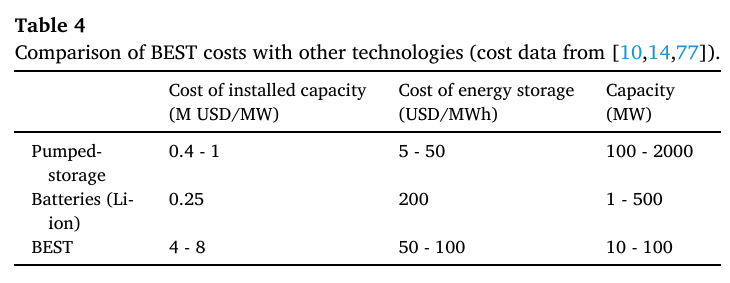 Table 4
Comparison of BEST costs with other technologies (cost data from [10,14,77]).
Cost of installed capacity Cost of energy storage Capacity
(M USD/MW) (USD/MWh) (MW)
Pumped- 0.4 - 1 5 - 50 100 - 2000
storage
Batteries (Li- 0.25 200 1 - 500
ion)
BEST 4 - 8 50 - 100 10 - 100